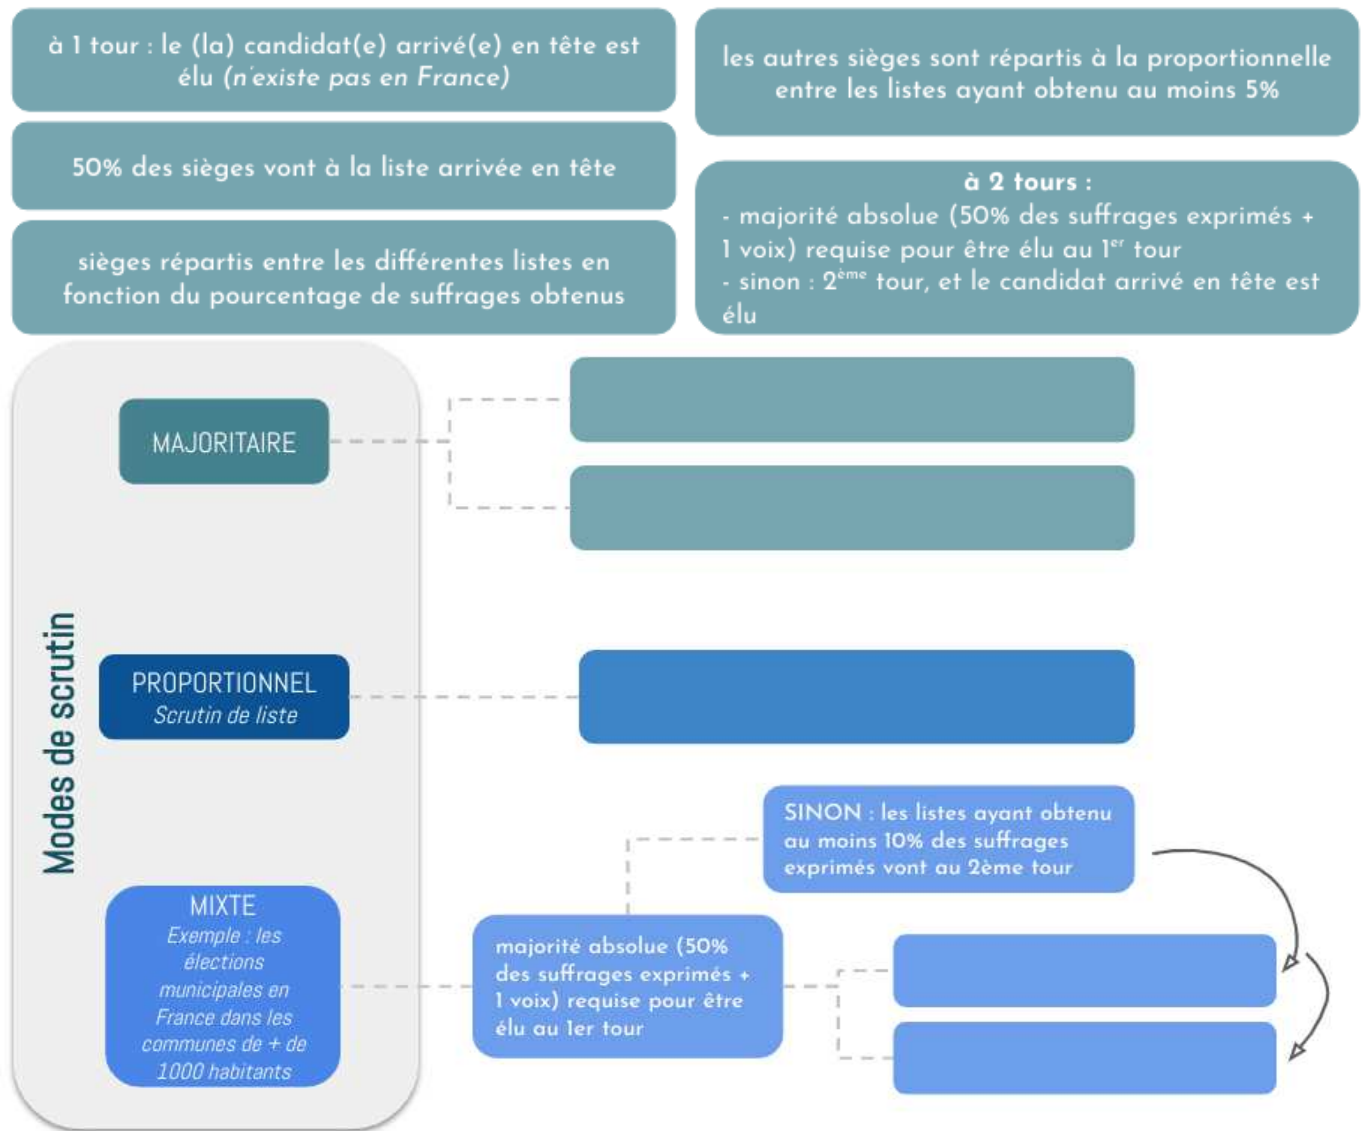 à 1 tour : le (la) candidat(e) arrivé(e) en tête est
élu (n'existe pas en France)
50% des sièges vont à la liste arrivée en tête
sièges répartis entre les différentes listes en
fonction du pourcentage de suffrages obtenus
les autres sièges sont répartis à la proportionnelle
entre les listes ayant obtenu au moins 5%
à 2 tours :
- majorité absolue (50% des suffrages exprimés +
1 voix) requise pour être élu au 1er tour
- sinon : 2ème tour, et le candidat arrivé en tête est
élu
Modes de scrutin
MAJORITAIRE
PROPORTIONNEL
Scrutin de liste
MIXTE
Exemple : les
élections
municipales en
France dans les
communes de + de
1000 habitants
majorité absolue (50%
des suffrages exprimés +
1 voix) requise pour être
élu au 1er tour
SINON : les listes ayant obtenu
au moins 10% des suffrages
exprimés vont au 2ème tour